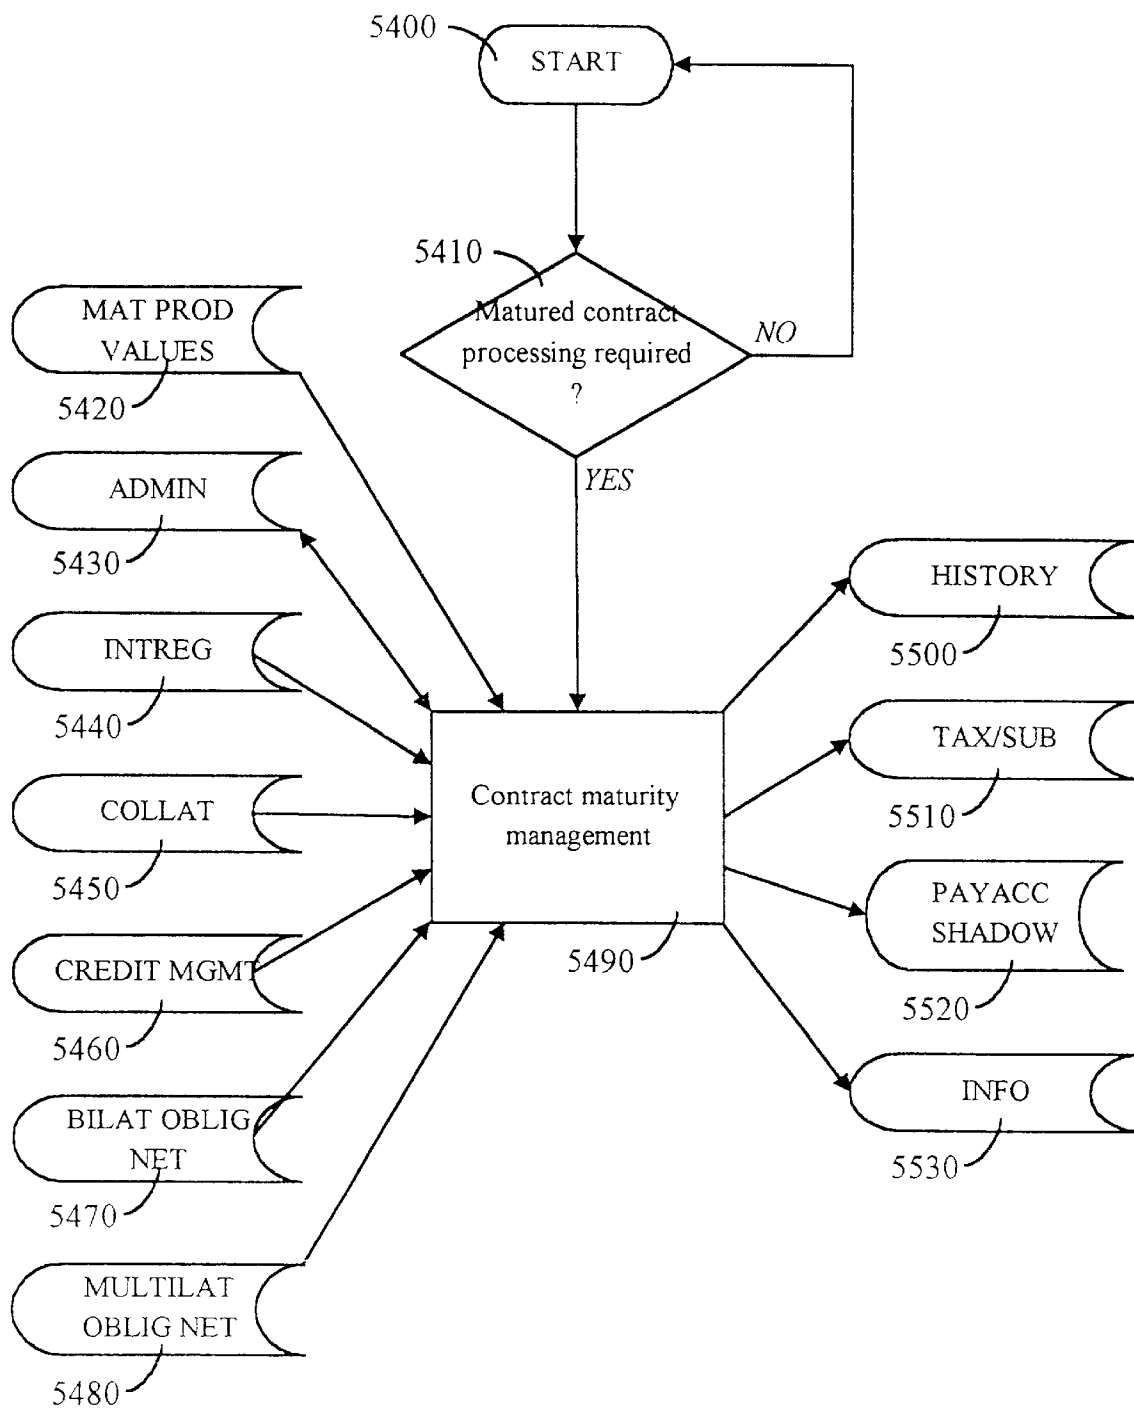 5400
START
5410
Matured contract
processing required
?
NO
YES
MAT PROD
VALUES
5420
ADMIN
5430
INTREG
5440
COLLAT
5450
CREDIT MGMT
5460
BILAT OBLIG
NET
5470
MULTILAT
OBLIG NET
5480
Contract maturity
management
5490
HISTORY
5500
TAX/SUB
5510
PAYACC
SHADOW
5520
INFO
5530